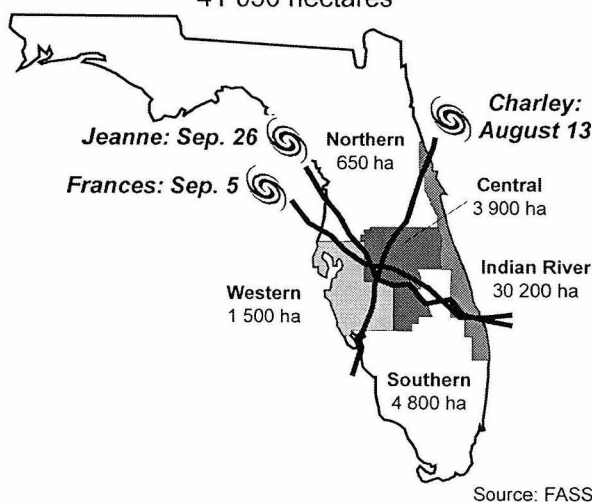 41 050 hectares
Charley:
August 13
Jeanne: Sep. 26
Northern
650 ha
Frances: Sep. 5
Central
3 900 ha
Indian River
30 200 ha
Western
1 500 ha
Southern
4 800 ha
Source: FASS